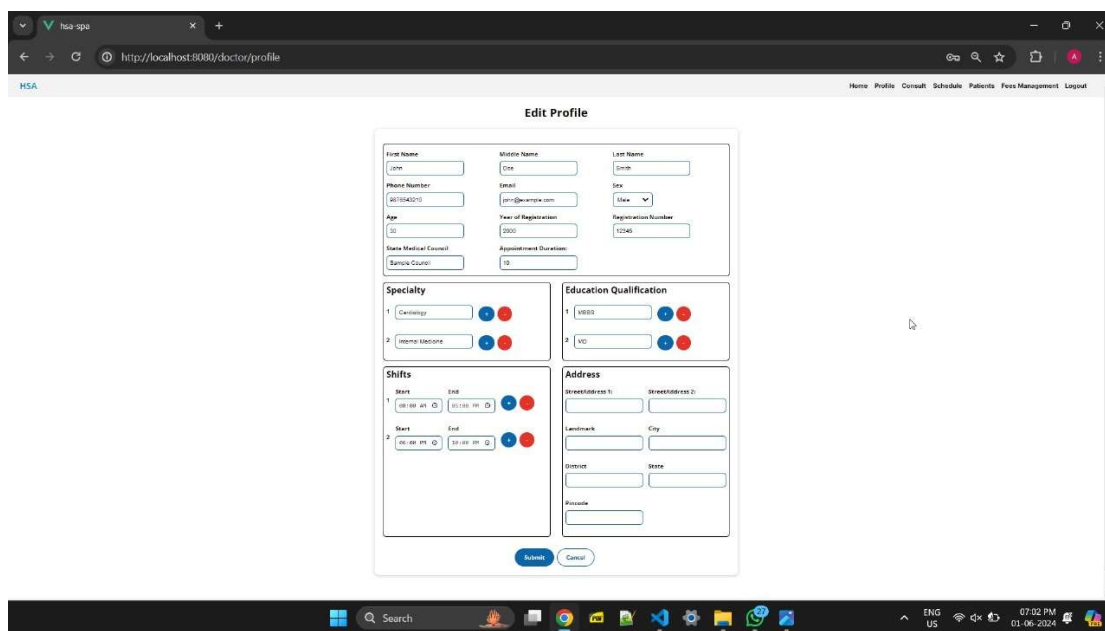 hsa-spa
http://localhost:8080/doctor/profile
A
HSA
Home Profile Consult Schedule Patients Fees Management Logout
Edit Profile
First Name Middle Name Last Name
John Doe Smith
Phone Number Email Sex
9876543210 john@example.com Male
Age Year of Registration Registration Number
30 2000 12345
State Medical Council Appointment Duration:
Sample Council 10
Specialty
1 Cardiology + -
2 Internal Medicine + -
Education Qualification
1 MBBS + -
2 MD + -
Shifts
Start End
1 08:00 AM 05:00 PM + -
Start End
2 06:00 PM 10:00 PM + -
Address
StreetAddress 1: StreetAddress 2:
Landmark City
District State
Pincode
Submit Cancel
Search
27
ENG
US
07:02 PM
01-06-2024